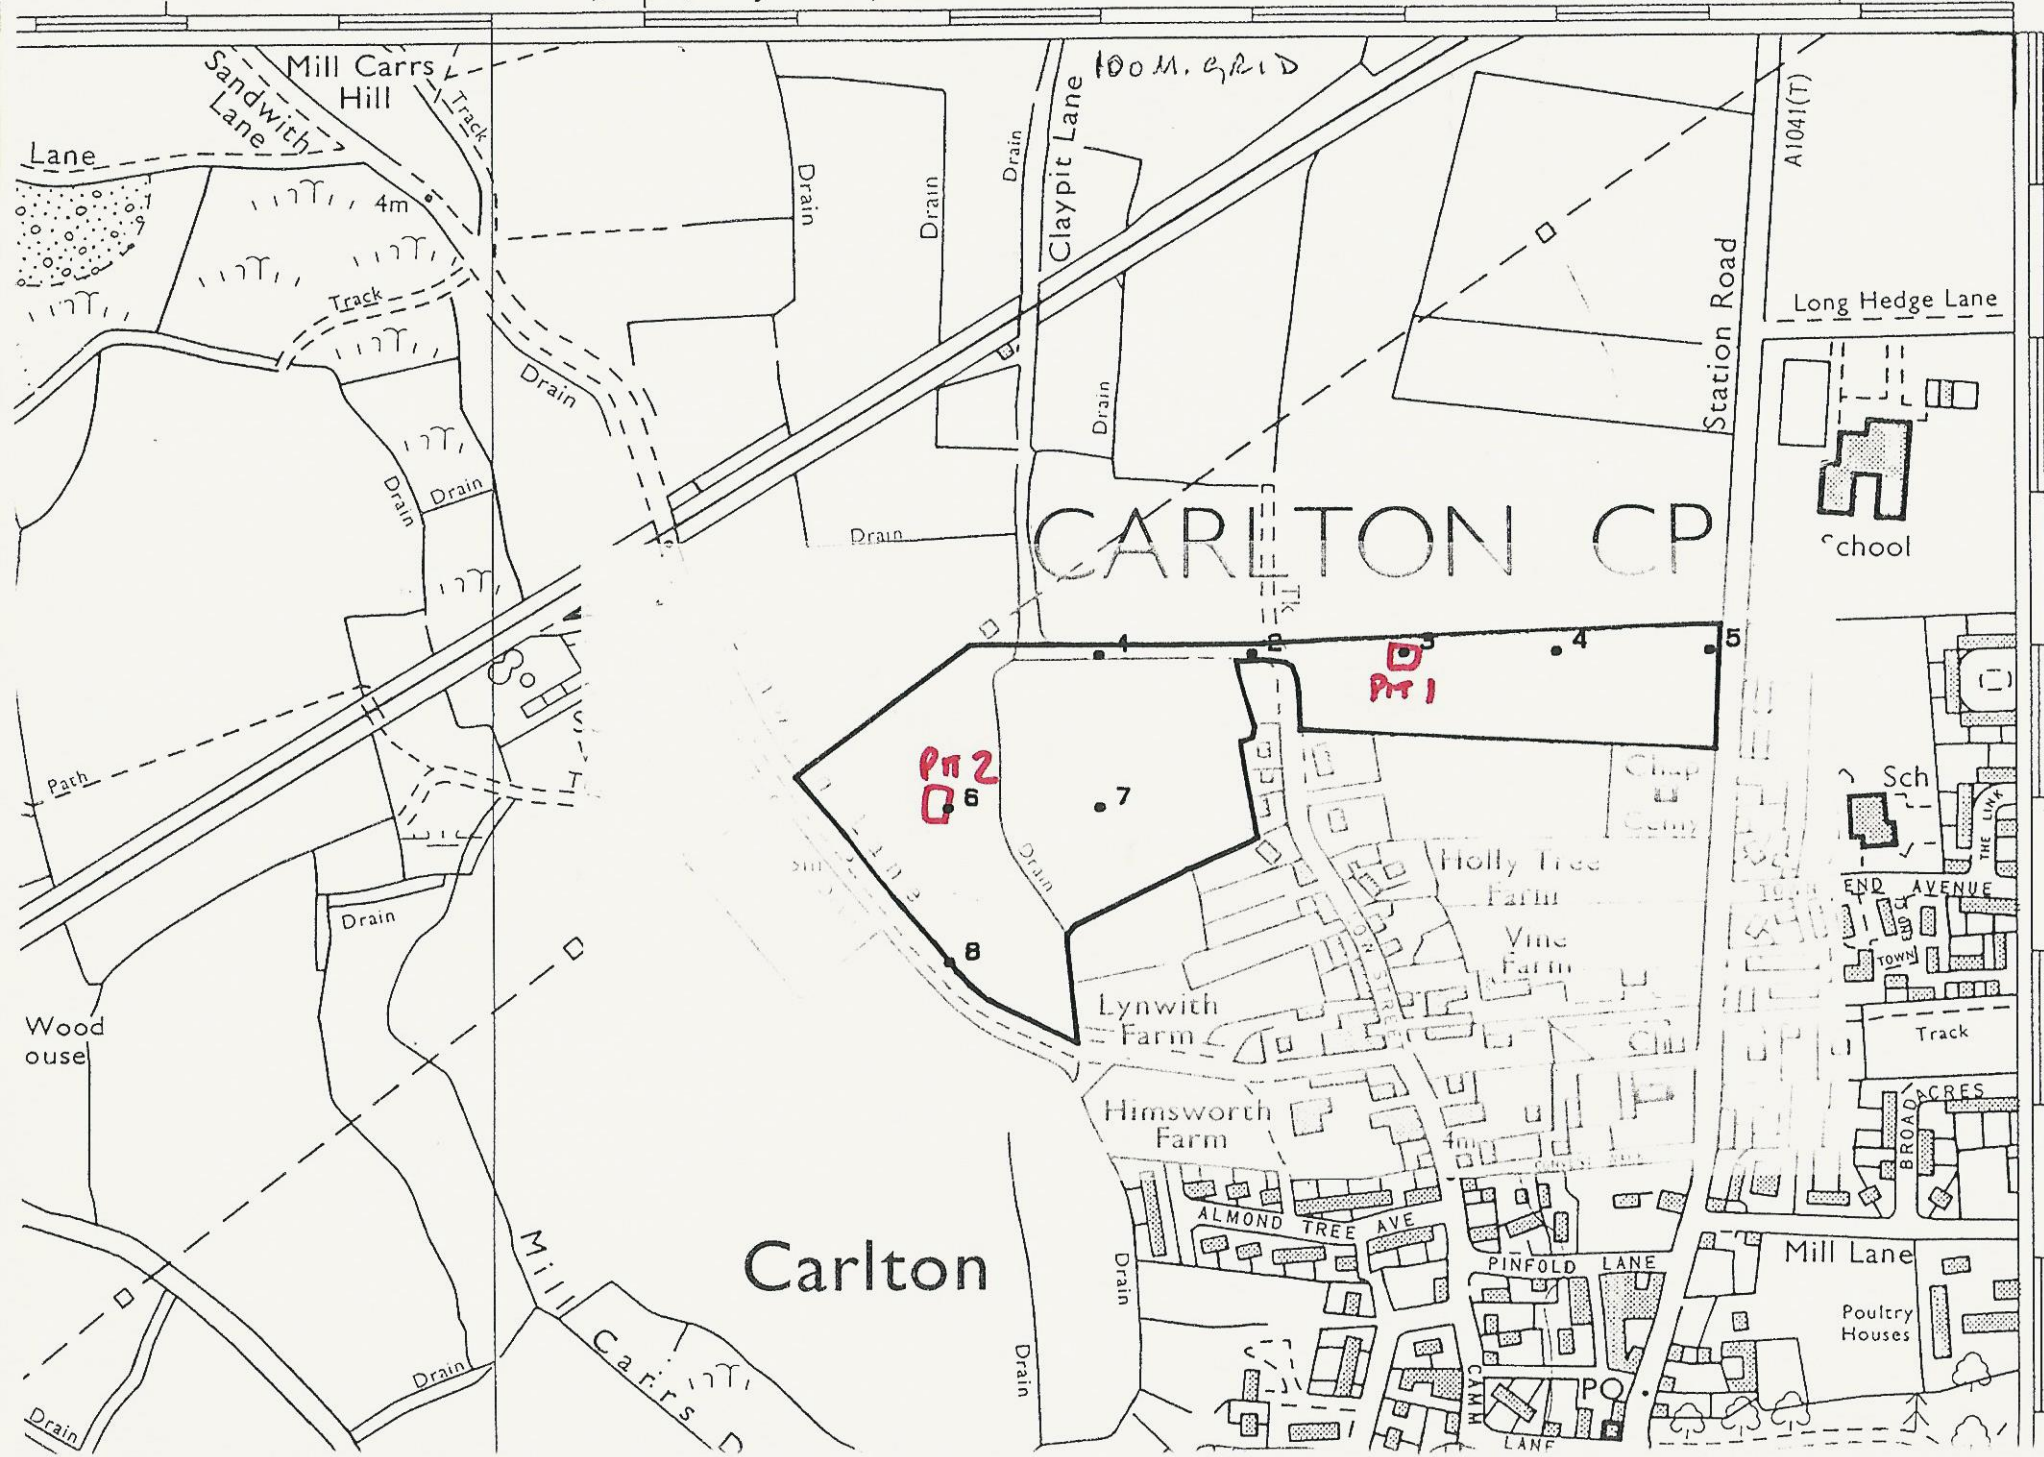 Mill Carrs
Hill
Sandwith
Lane
Track
Lane
4m
Track
Drain
Drain
Drain
Drain
Claypit Lane
100 M. GRID
A1041(T)
Station Road
Long Hedge Lane
Drain
Drain
Drain
Drain
Drain
CARLTON CP
chool
Tk
1
2
3
4
5
PIT 1
PIT 2
6
7
8
Path
Drain
Drain
Sch
THE LINK
Holly Tree
Farm
Vine
Farm
END AVENUE
TOWN END CL
Lynwith
Farm
Wood
ouse
Track
Himsworth
Farm
4m
BROAD ACRES
ALMOND TREE AVE
PINFOLD LANE
Mill Lane
Poultry
Houses
Carlton
Mill
Carrs D
Drain
Drain
Drain
Drain
PO
CAMM
LANE